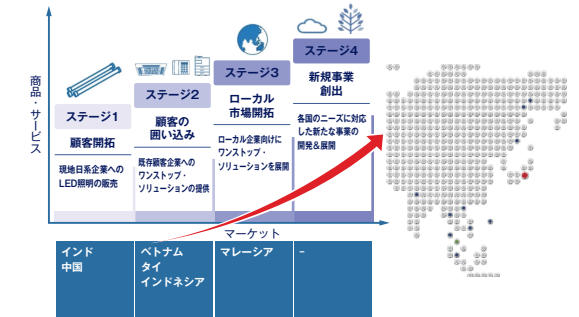 商品・サービス
ステージ1
顧客開拓
現地日系企業への
LED照明の販売
ステージ2
顧客の
囲い込み
既存顧客企業への
ワンストップ・
ソリューションの提供
ステージ3
ローカル
市場開拓
ローカル企業向けに
ワンストップ・
ソリューションを展開
ステージ4
新規事業
創出
各国のニーズに対応
した新たな事業の
開発&展開
マーケット
インド
中国
ベトナム
タイ
インドネシア
マレーシア
–